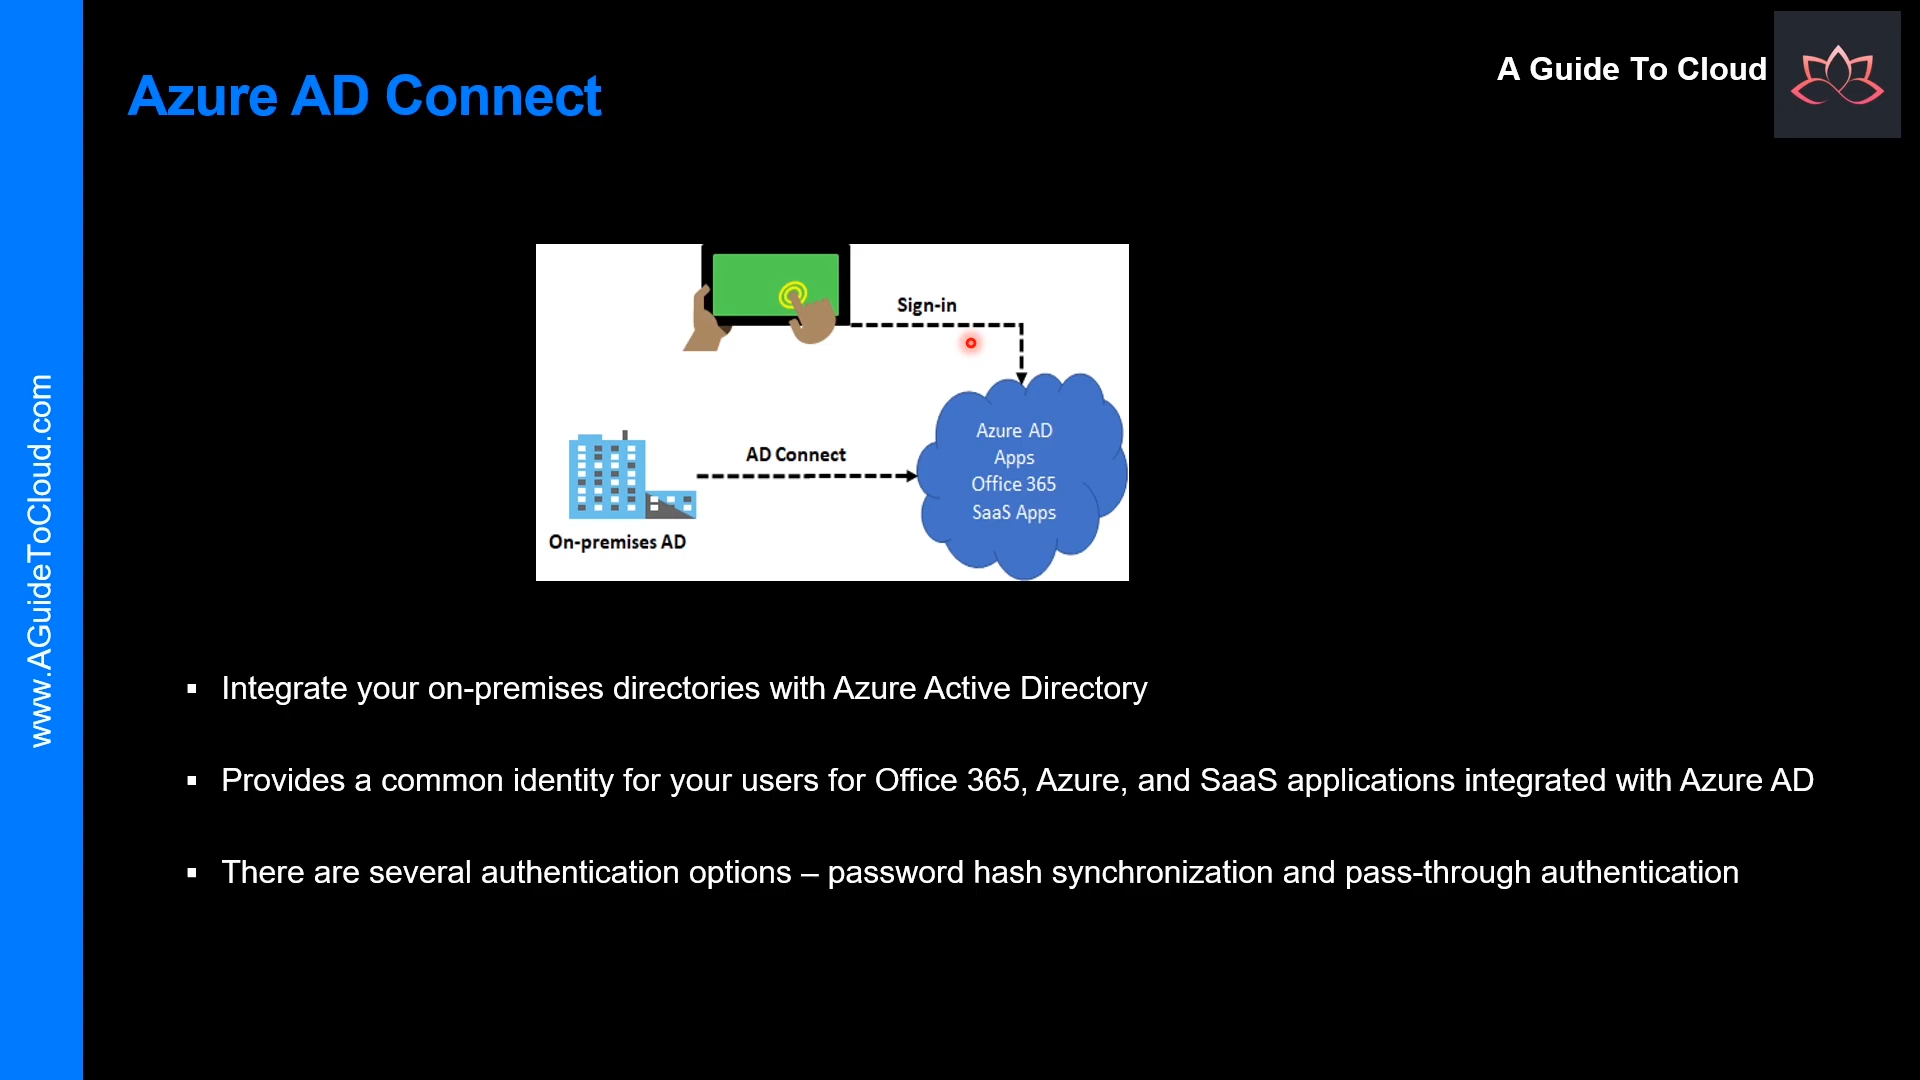 A Guide To Cloud
Azure AD Connect
Sign-in
Azure AD
Apps
Office 365
SaaS Apps
AD Connect
On-premises AD
www.AGuideToCloud.com
▪ Integrate your on-premises directories with Azure Active Directory
▪ Provides a common identity for your users for Office 365, Azure, and SaaS applications integrated with Azure AD
▪ There are several authentication options – password hash synchronization and pass-through authentication